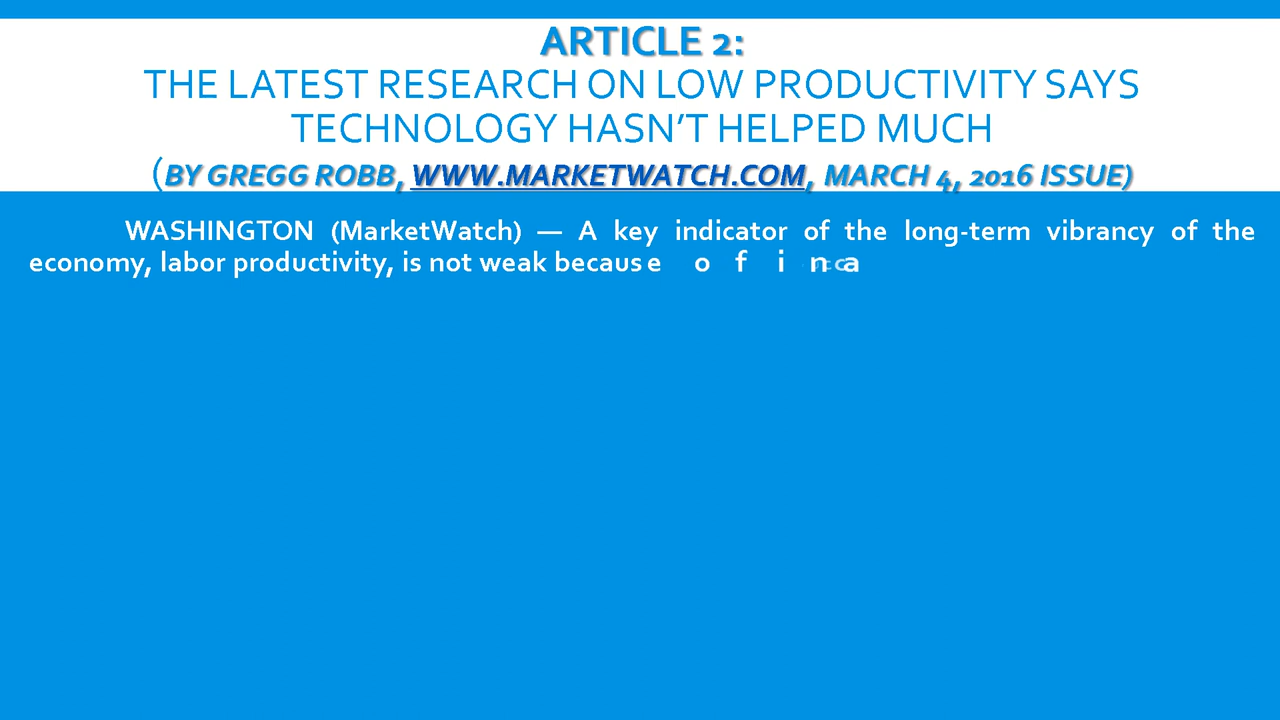 ARTICLE 2:
THE LATEST RESEARCH ON LOW PRODUCTIVITY SAYS
TECHNOLOGY HASN’T HELPED MUCH
(BY GREGG ROBB, WWW.MARKETWATCH.COM, MARCH 4, 2016 ISSUE)
WASHINGTON (MarketWatch) — A key indicator of the long-term vibrancy of the
economy, labor productivity, is not weak because of